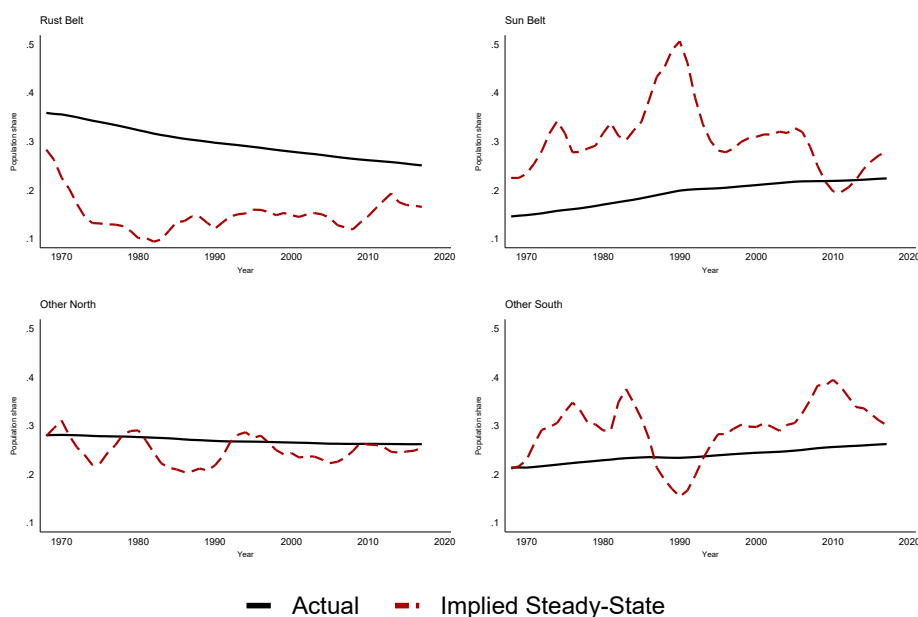 Rust Belt
Population share
.5
.4
.3
.2
.1
1970 1980 1990 2000 2010 2020
Year
Sun Belt
Population share
.5
.4
.3
.2
.1
1970 1980 1990 2000 2010 2020
Year
Other North
Population share
.5
.4
.3
.2
.1
1970 1980 1990 2000 2010 2020
Year
Other South
Population share
.5
.4
.3
.2
.1
1970 1980 1990 2000 2010 2020
Year
Actual Implied Steady-State